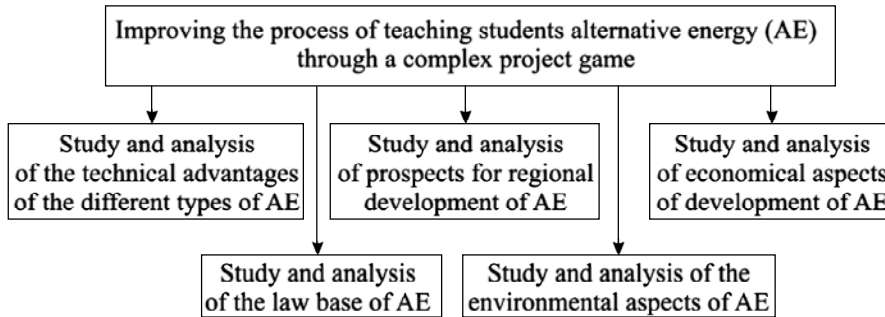 Improving the process of teaching students alternative energy (AE)
through a complex project game
Study and analysis
of the technical advantages
of the different types of AE
Study and analysis
of prospects for regional
development of AE
Study and analysis
of economical aspects
of development of AE
Study and analysis
of the law base of AE
Study and analysis of the
environmental aspects of AE